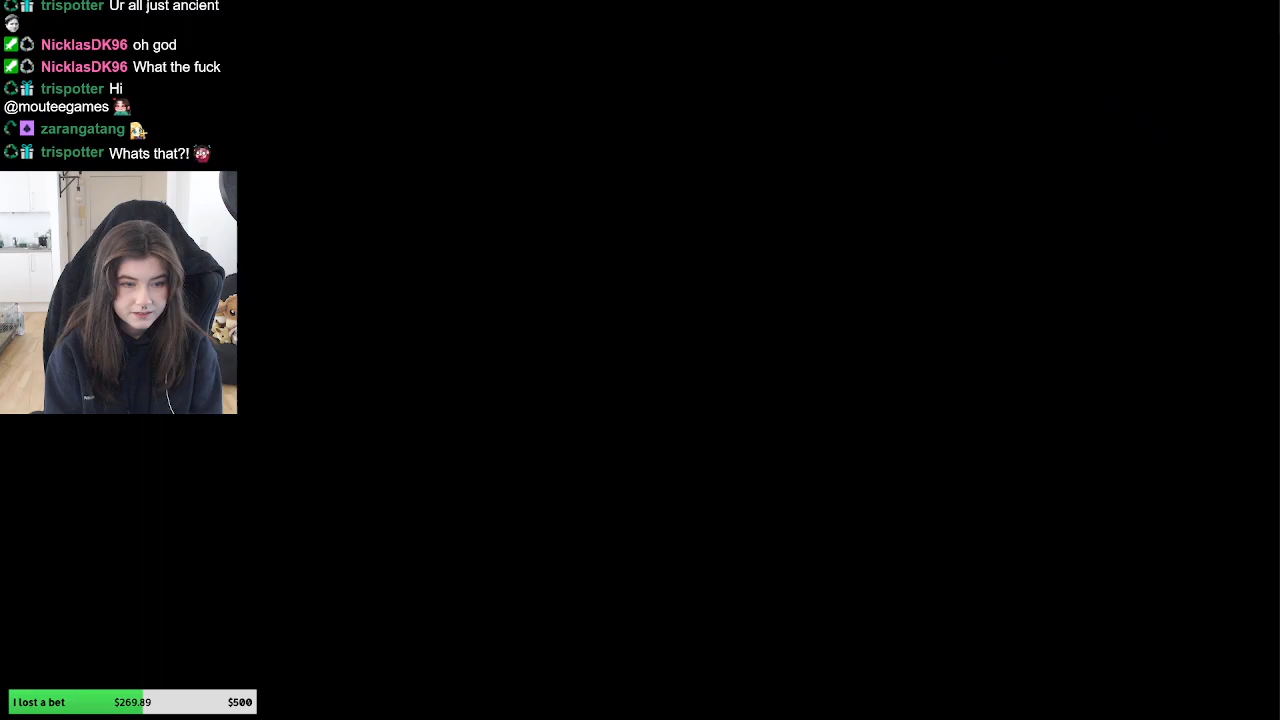 trispotter Ur all just ancient
NicklasDK96 oh god
NicklasDK96 What the fuck
trispotter Hi
@mouteegames
zarangatang
trispotter Whats that?!
I lost a bet $269.89 $500